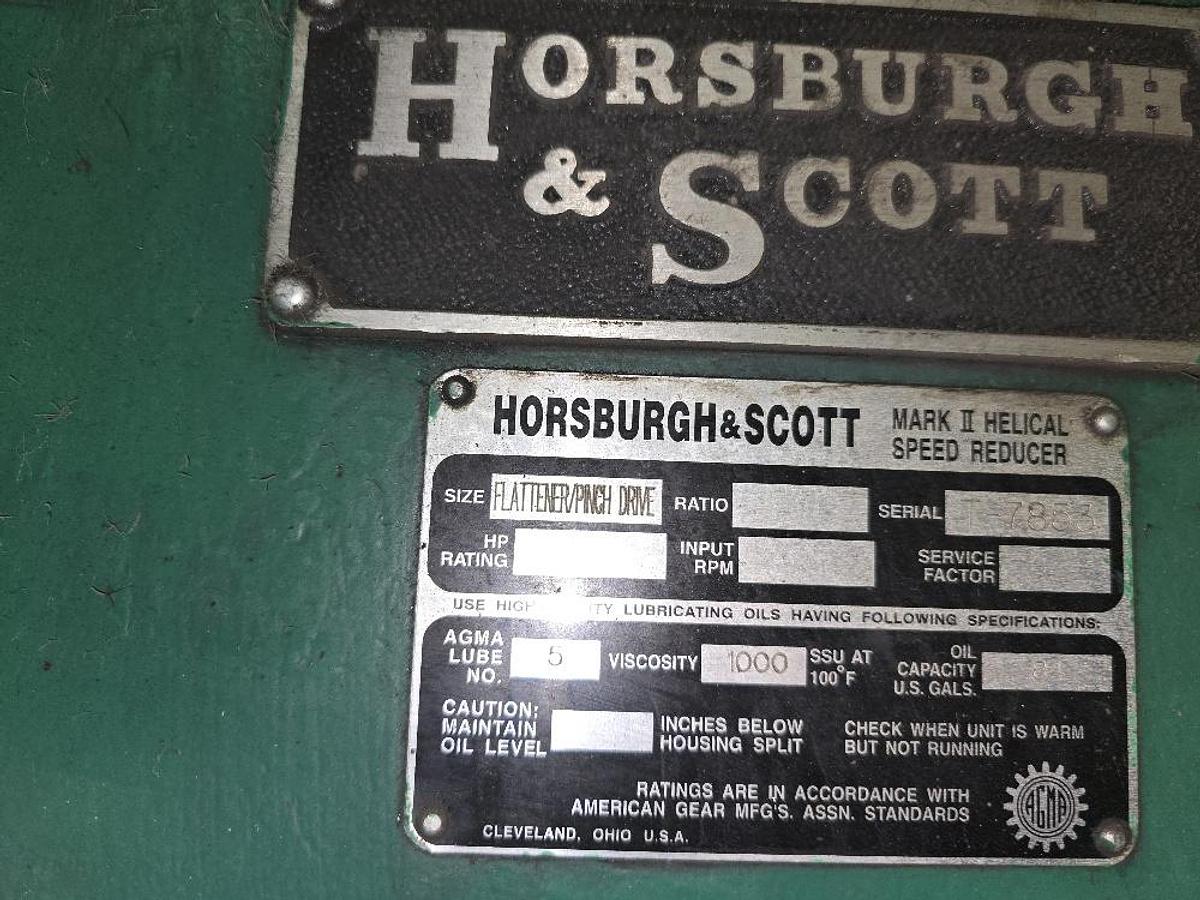 HORSBURGH
& SCOTT
HORSBURGH & SCOTT MARK II HELICAL
SPEED REDUCER
SIZE FLATTENER/PINCH DRIVE RATIO SERIAL
HP RATING INPUT RPM SERVICE FACTOR
USE HIGH LUBRICATING OILS HAVING FOLLOWING SPECIFICATIONS:
AGMA LUBE NO. 5 VISCOSITY 1000 SSU AT 100°F OIL CAPACITY U.S. GALS.
CAUTION: MAINTAIN OIL LEVEL INCHES BELOW HOUSING SPLIT CHECK WHEN UNIT IS WARM BUT NOT RUNNING
RATINGS ARE IN ACCORDANCE WITH
AMERICAN GEAR MFG'S. ASSN. STANDARDS
AGMA
CLEVELAND, OHIO U.S.A.